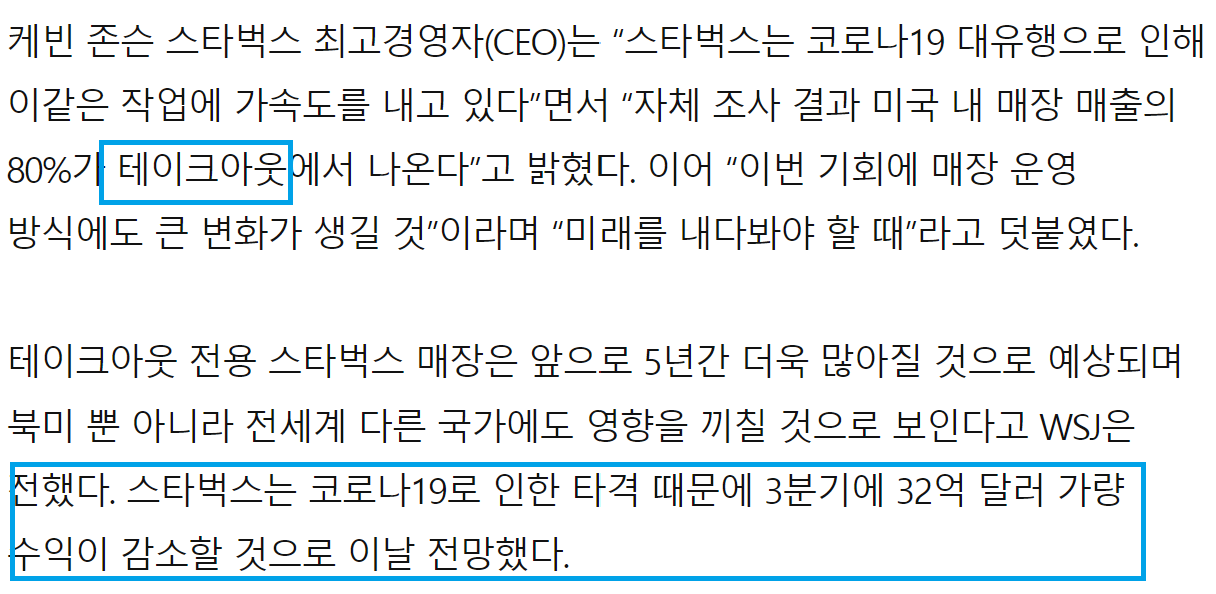 케빈 존슨 스타벅스 최고경영자(CEO)는 “스타벅스는 코로나19 대유행으로 인해
이같은 작업에 가속도를 내고 있다”면서 “자체 조사 결과 미국 내 매장 매출의
80%가 테이크아웃에서 나온다”고 밝혔다. 이어 “이번 기회에 매장 운영
방식에도 큰 변화가 생길 것”이라며 “미래를 내다봐야 할 때”라고 덧붙였다.
테이크아웃 전용 스타벅스 매장은 앞으로 5년간 더욱 많아질 것으로 예상되며
북미 뿐 아니라 전세계 다른 국가에도 영향을 끼칠 것으로 보인다고 WSJ은
전했다. 스타벅스는 코로나19로 인한 타격 때문에 3분기에 32억 달러 가량
수익이 감소할 것으로 이날 전망했다.